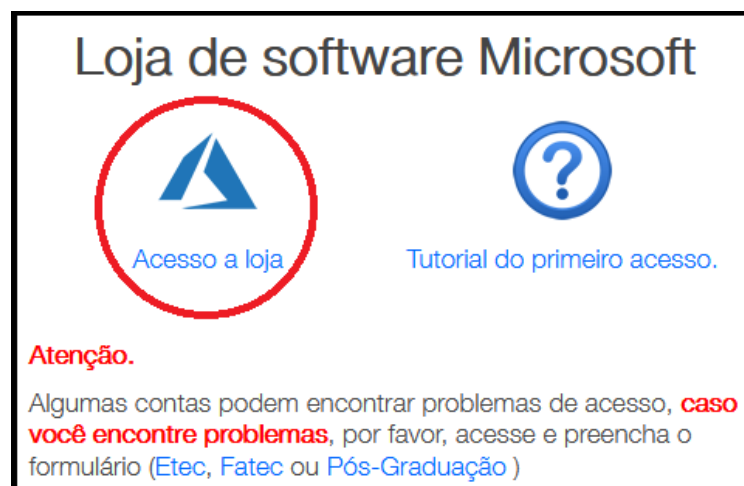 Loja de software Microsoft
?
Acesso a loja
Tutorial do primeiro acesso.
Atenção.
Algumas contas podem encontrar problemas de acesso, caso
você encontre problemas, por favor, acesse e preencha o
formulário (Etec, Fatec ou Pós-Graduação )